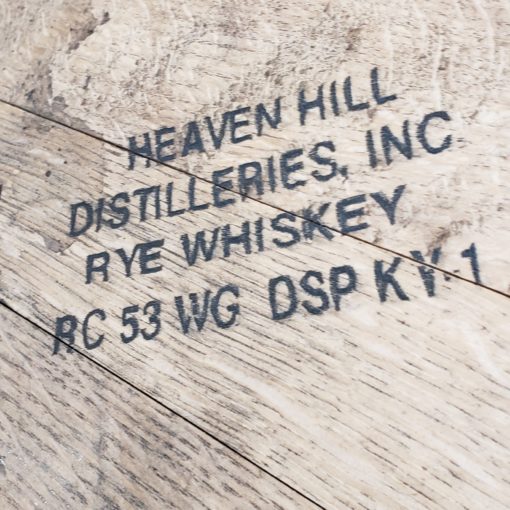 HEAVEN HILL
DISTILLERIES, INC
RYE WHISKEY
RC 53 WG DSP KY-1